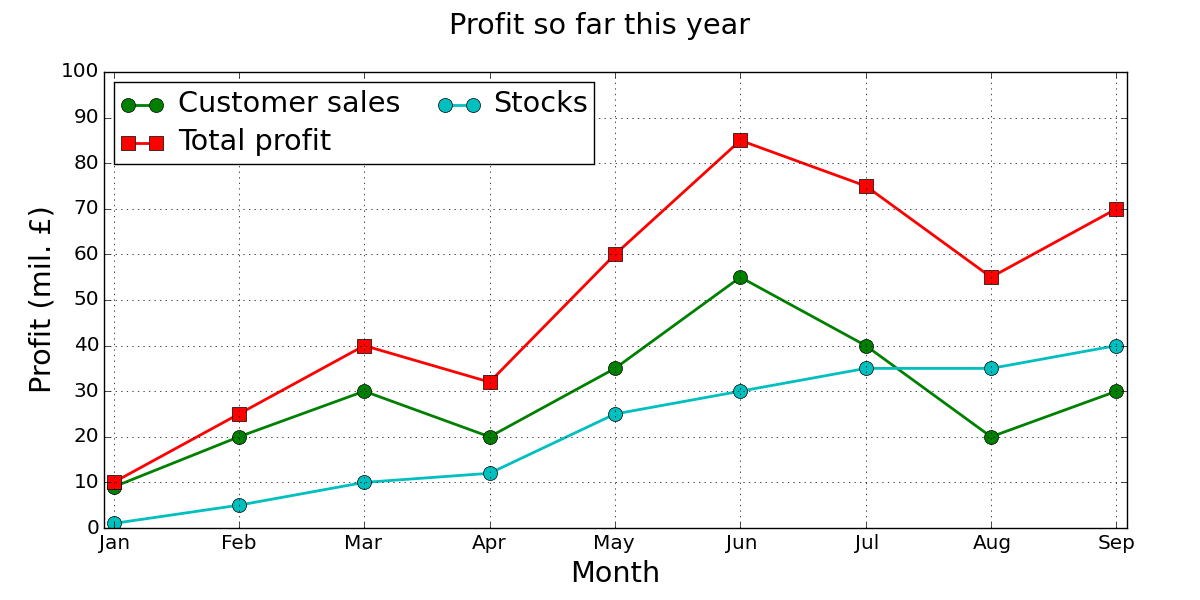 Profit so far this year
Profit (mil. £)
100
90
80
70
60
50
40
30
20
10
0
Customer sales Stocks
Total profit
Jan Feb Mar Apr May Jun Jul Aug Sep
Month